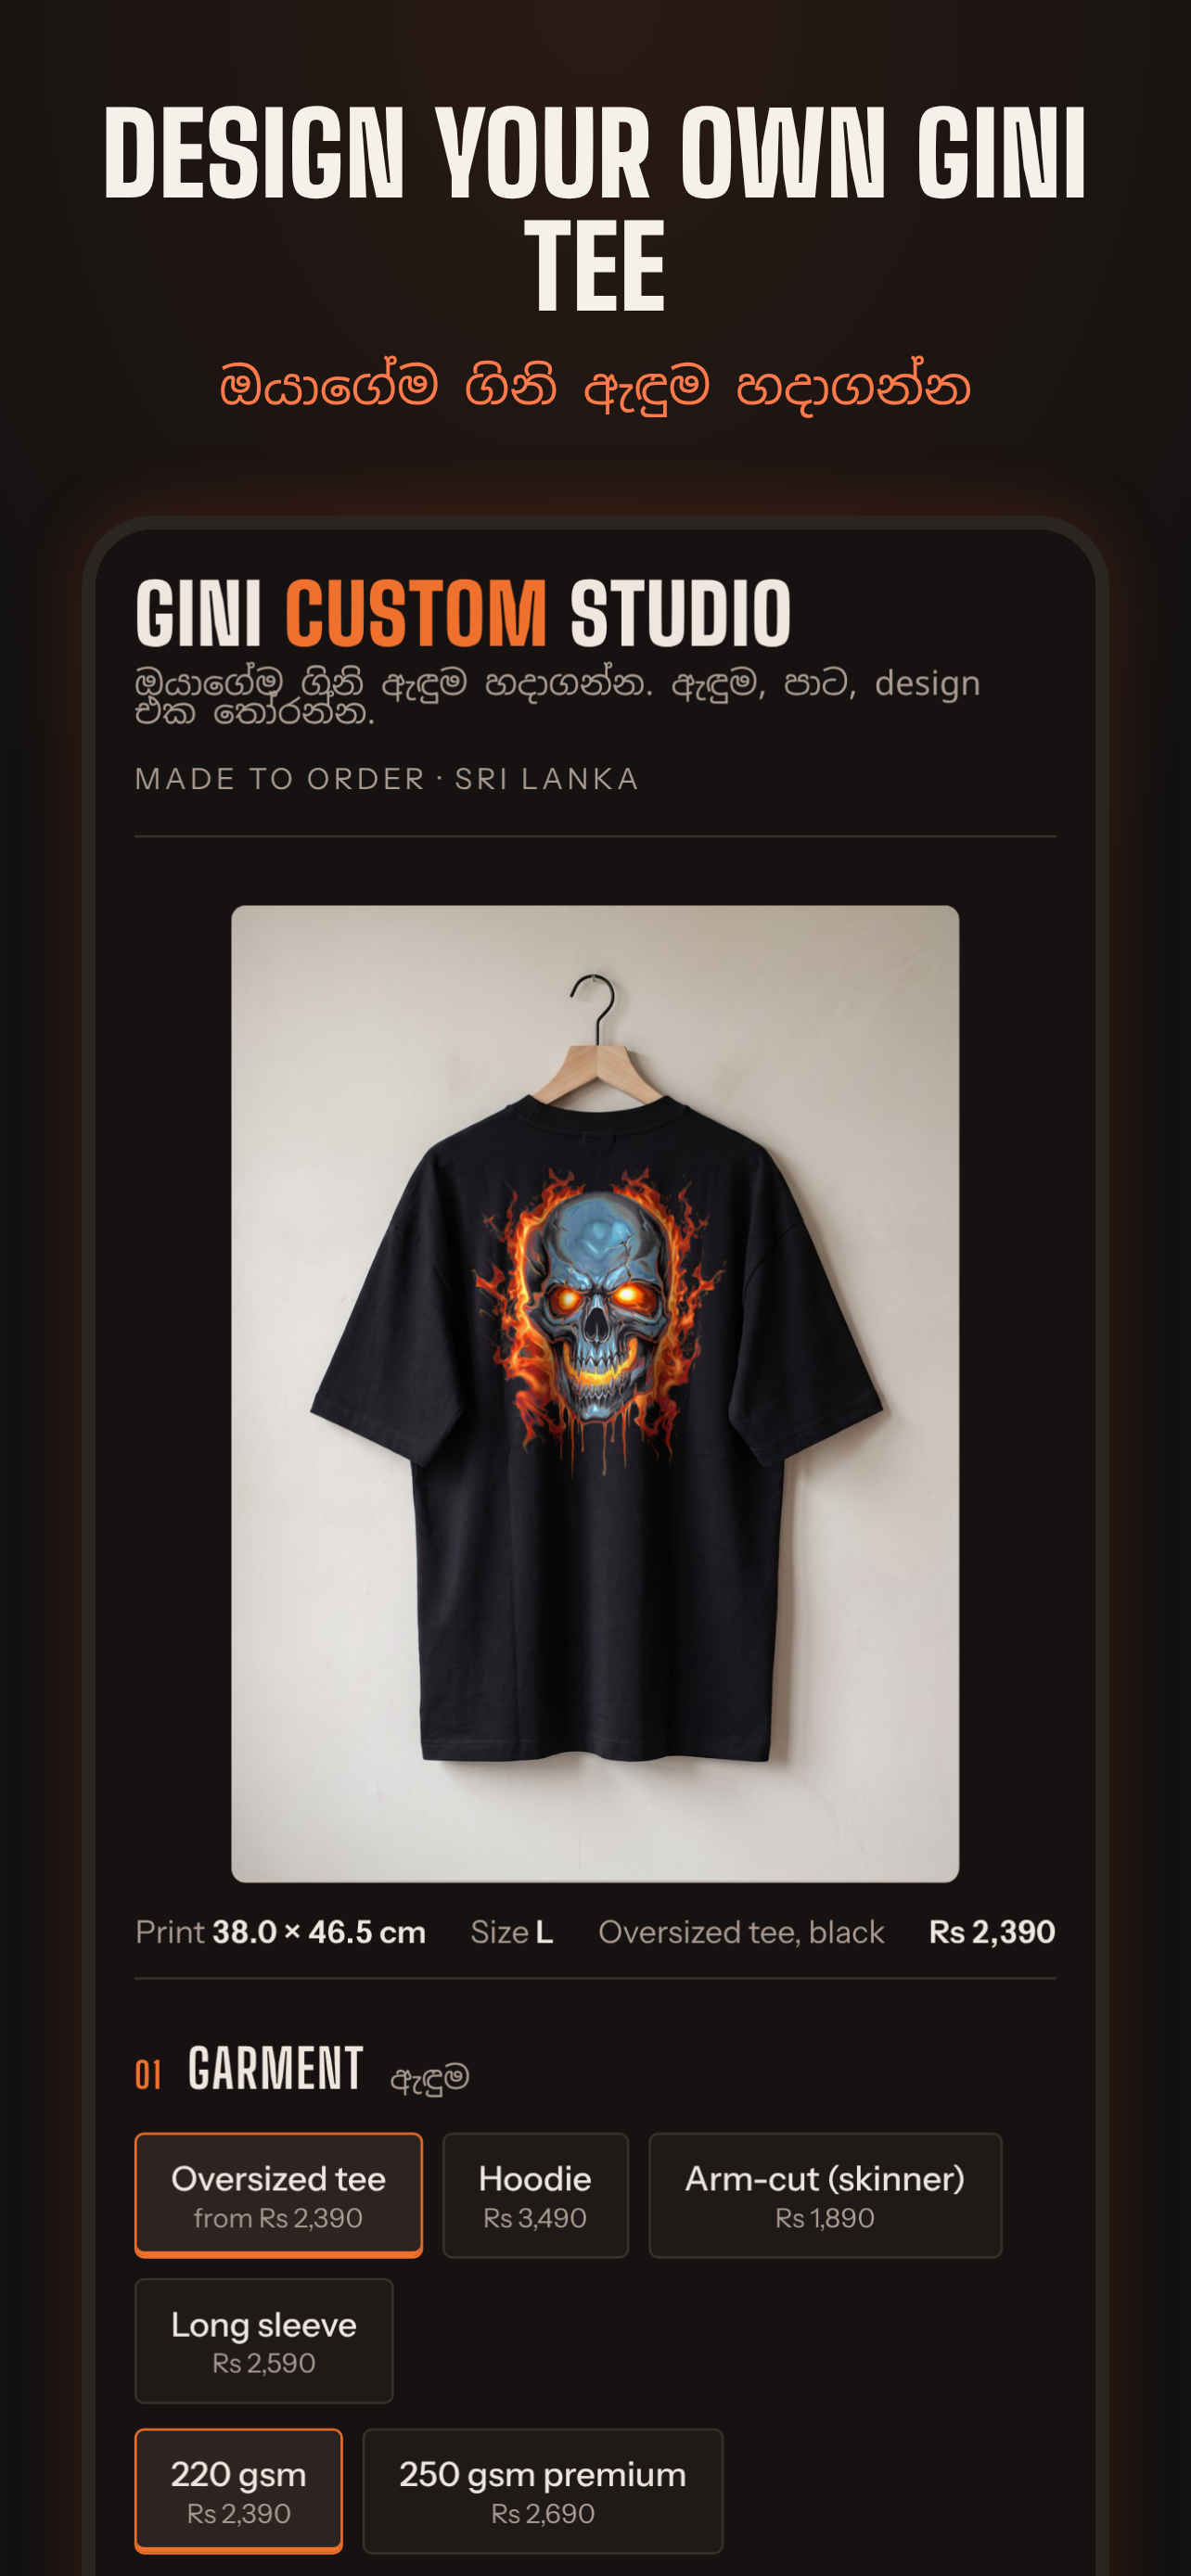 DESIGN YOUR OWN GINI
TEE
ඔයාගේම ගිනි ඇඳුම හදාගන්න
GINI CUSTOM STUDIO
ඔයාගේම ගිනි ඇඳුම හදාගන්න. ඇඳුම, පාට, design
එක තෝරන්න.
MADE TO ORDER · SRI LANKA
Print 38.0 × 46.5 cm Size L Oversized tee, black Rs 2,390
01 GARMENT ඇඳුම
Oversized tee Hoodie Arm-cut (skinner)
from Rs 2,390 Rs 3,490 Rs 1,890
Long sleeve
Rs 2,590
220 gsm 250 gsm premium
Rs 2,390 Rs 2,690